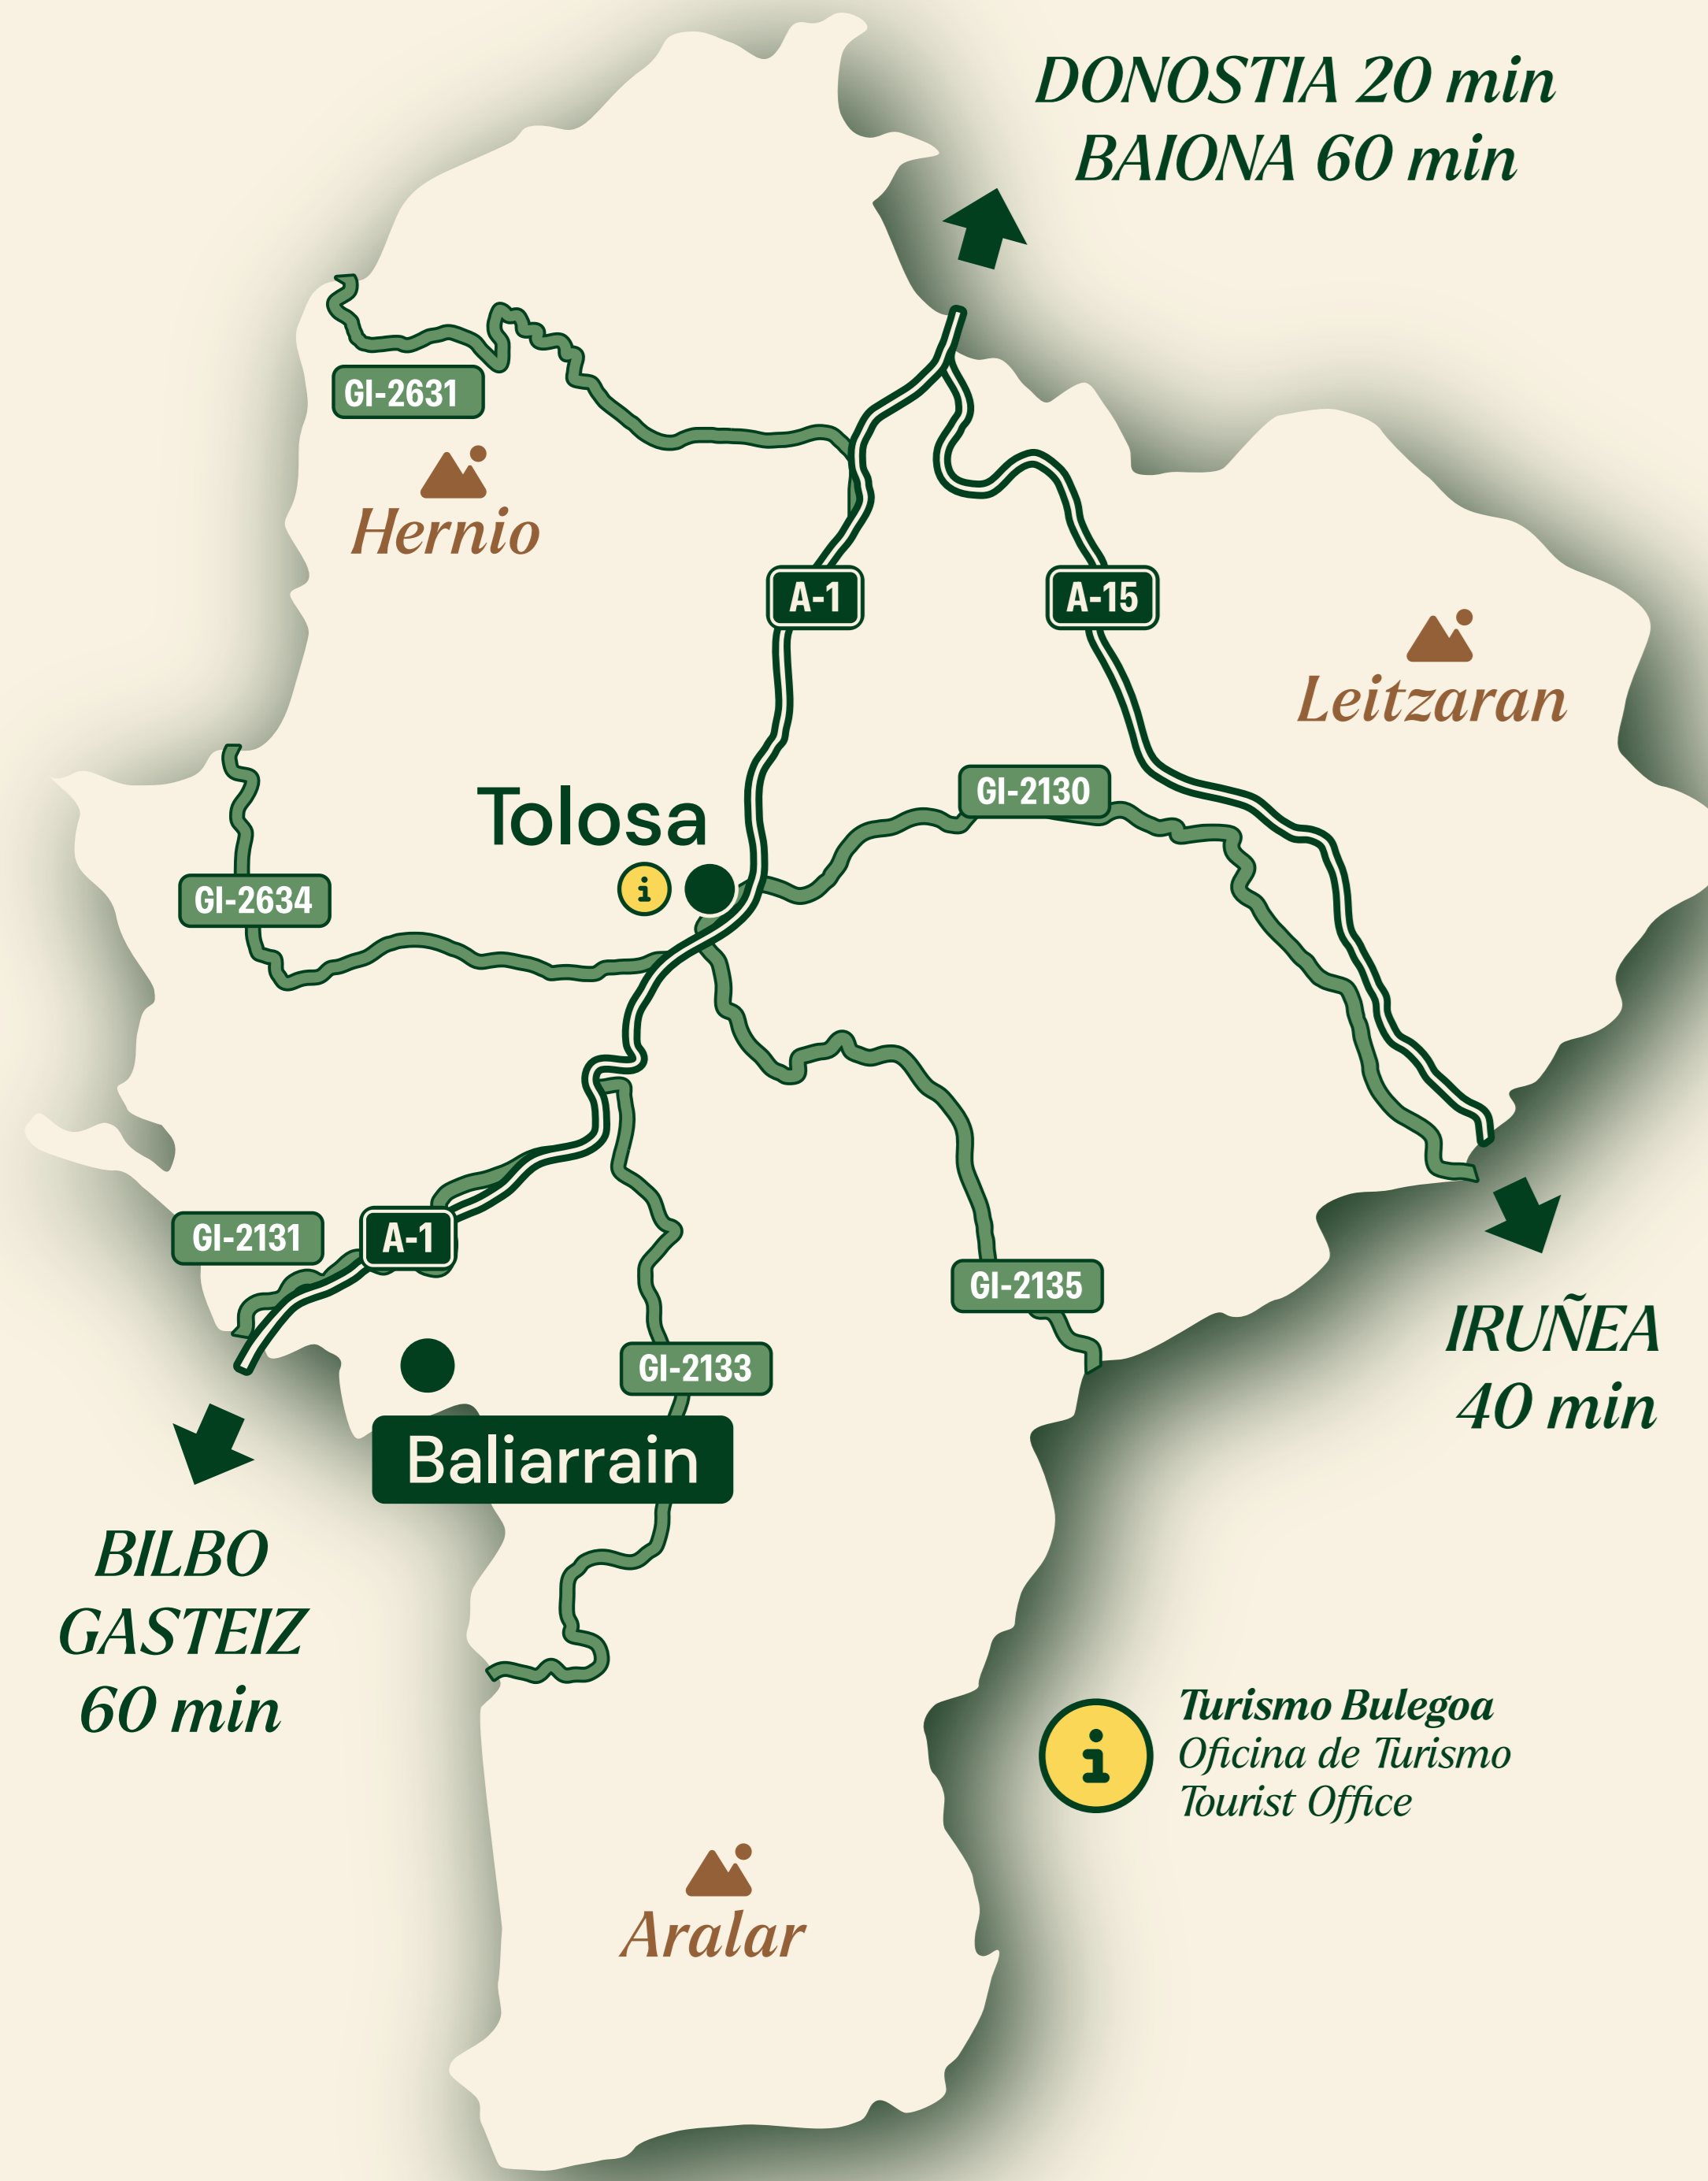 DONOSTIA 20 min
BAIONA 60 min
GI-2631
Hernio
A-1
A-15
Leitzaran
GI-2130
Tolosa
i
GI-2634
GI-2131
A-1
GI-2135
IRUÑEA
40 min
GI-2133
Baliarrain
BILBO
GASTEIZ
60 min
i
Turismo Bulegoa
Oficina de Turismo
Tourist Office
Aralar